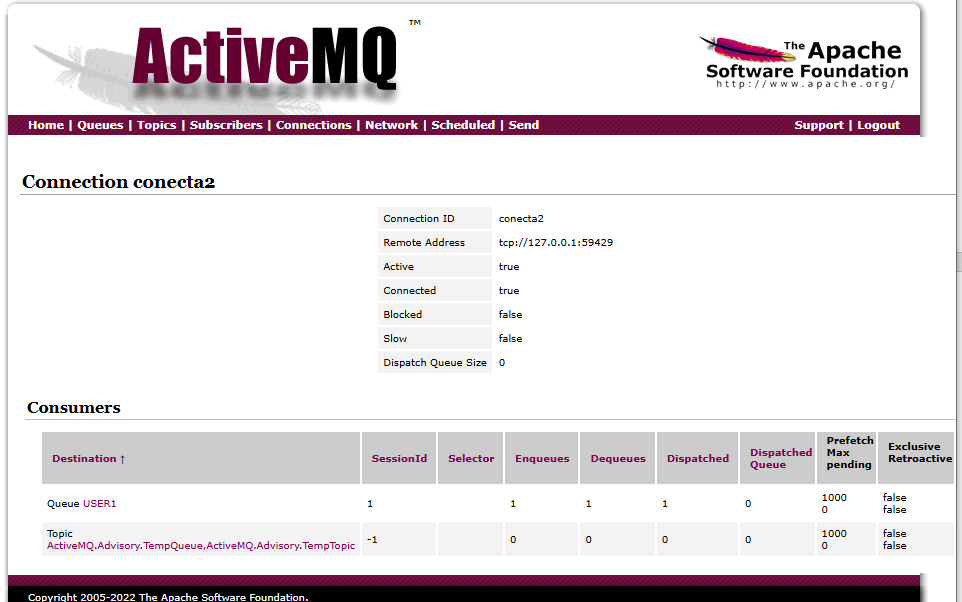 ActiveMQ ™
The Apache
Software Foundation
http://www.apache.org/
Home | Queues | Topics | Subscribers | Connections | Network | Scheduled | Send
Support | Logout
Connection conecta2
Connection ID conecta2
Remote Address tcp://127.0.0.1:59429
Active true
Connected true
Blocked false
Slow false
Dispatch Queue Size 0
Consumers
Destination ↑ SessionId Selector Enqueues Dequeues Dispatched Dispatched Queue Prefetch Max pending Exclusive Retroactive
Queue USER1 1 1 1 1 0 1000 0 false false
Topic
ActiveMQ.Advisory.TempQueue,ActiveMQ.Advisory.TempTopic -1 0 0 0 0 1000 0 false false
Copyright 2005-2022 The Apache Software Foundation.